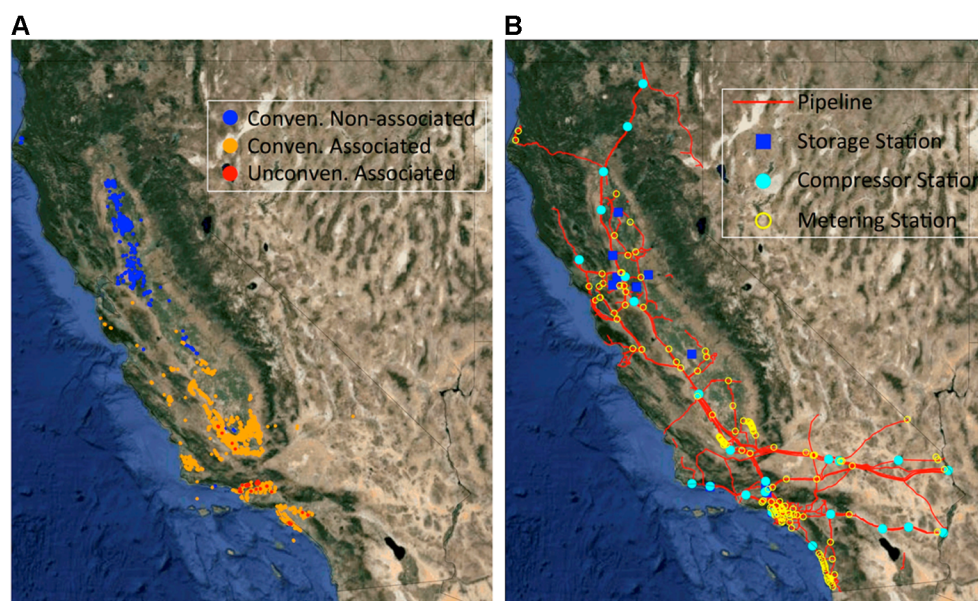 A
B
Conven. Non-associated
Conven. Associated
Unconven. Associated
Pipeline
Storage Station
Compressor Station
Metering Station